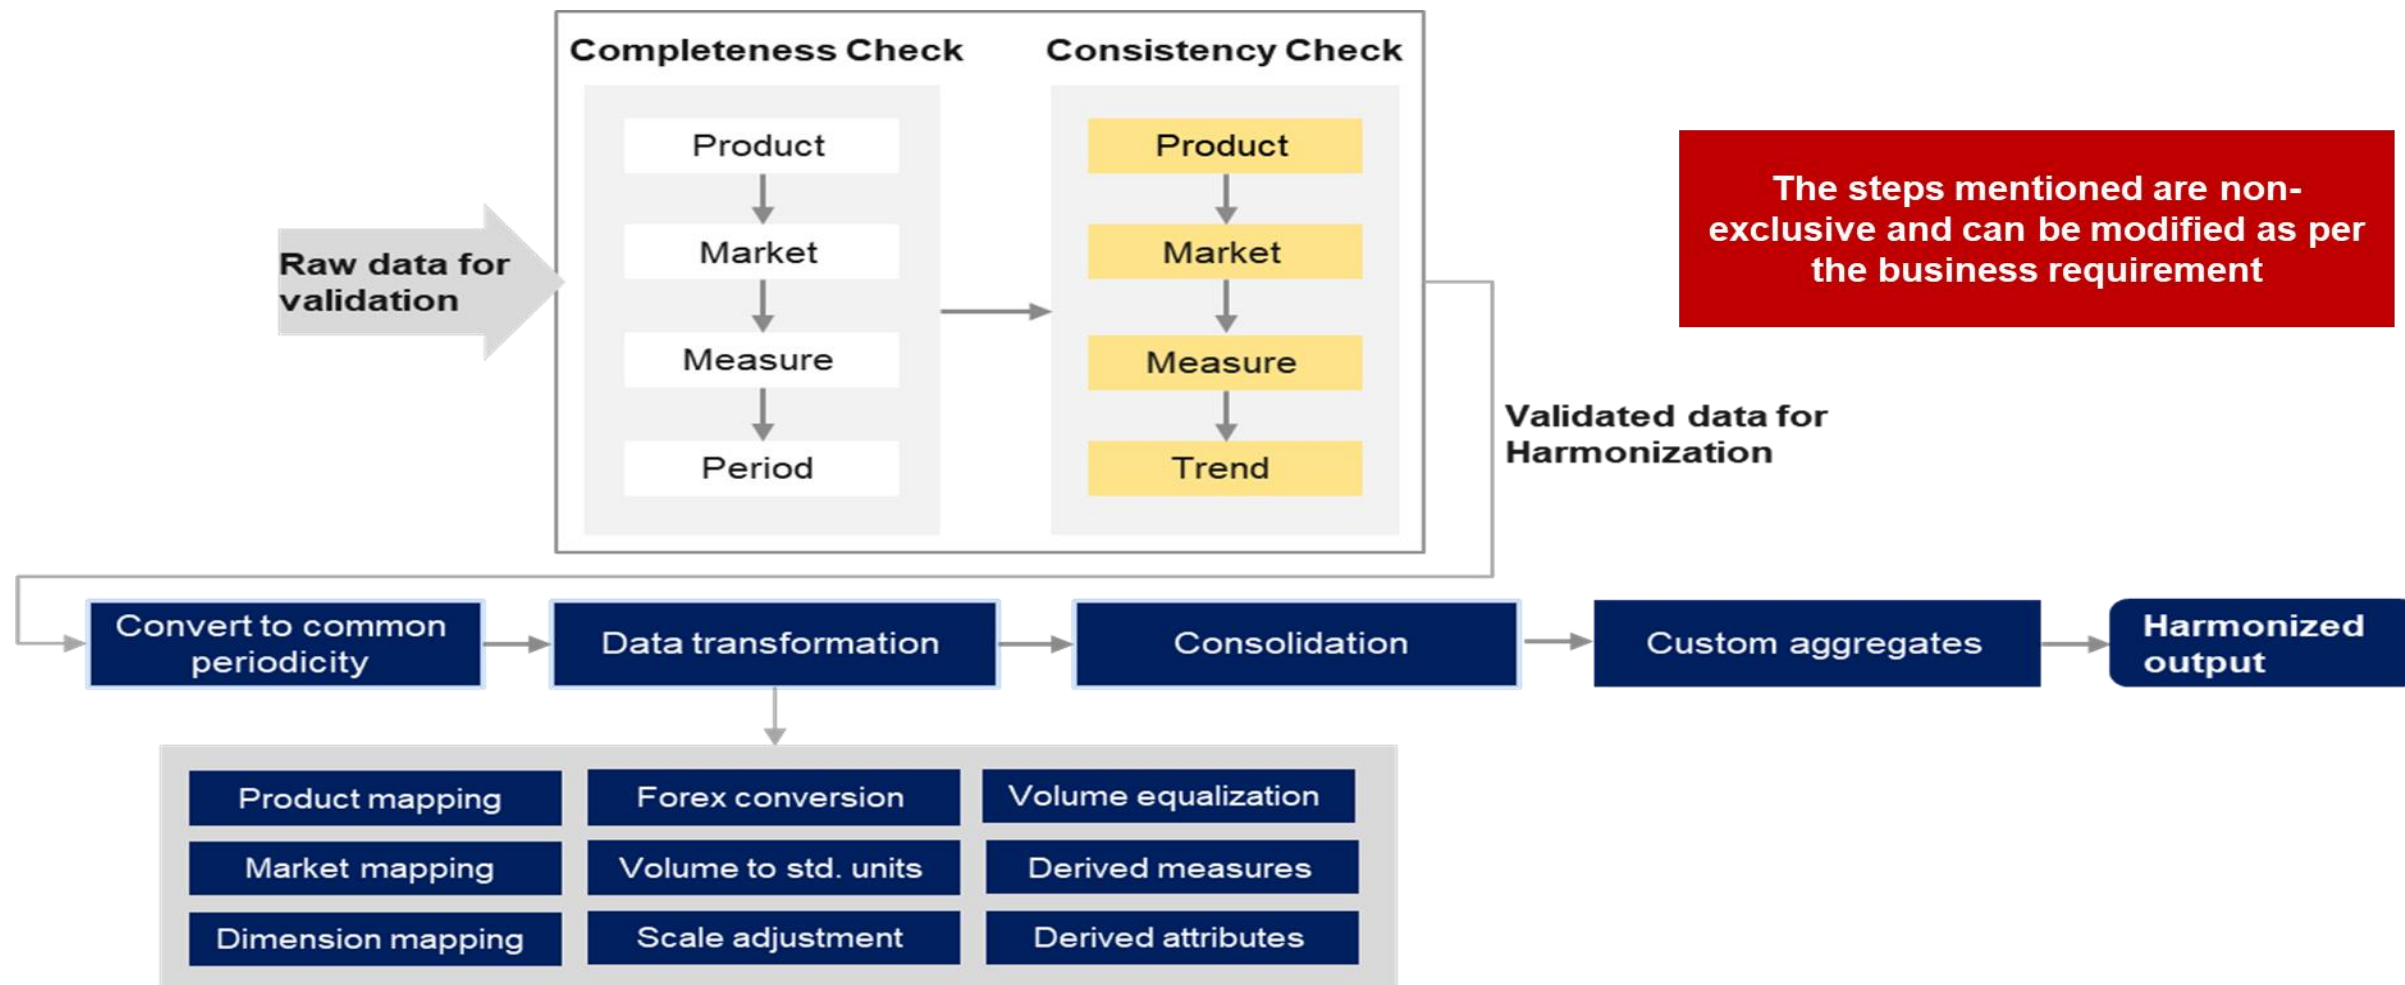 Completeness Check
Consistency Check
Product
Market
Measure
Period
Product
Market
Measure
Trend
Raw data for
validation
The steps mentioned are non-
exclusive and can be modified as per
the business requirement
Validated data for
Harmonization
Convert to common
periodicity
Data transformation
Consolidation
Custom aggregates
Harmonized
output
Product mapping
Forex conversion
Volume equalization
Market mapping
Volume to std. units
Derived measures
Dimension mapping
Scale adjustment
Derived attributes